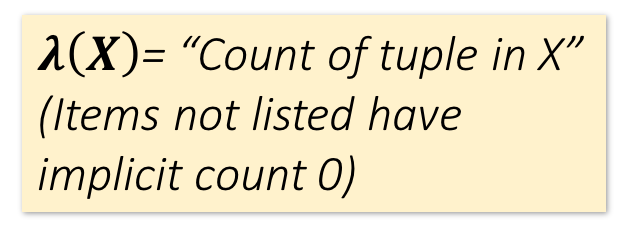 λ(X)= “Count of tuple in X”
(Items not listed have
implicit count 0)